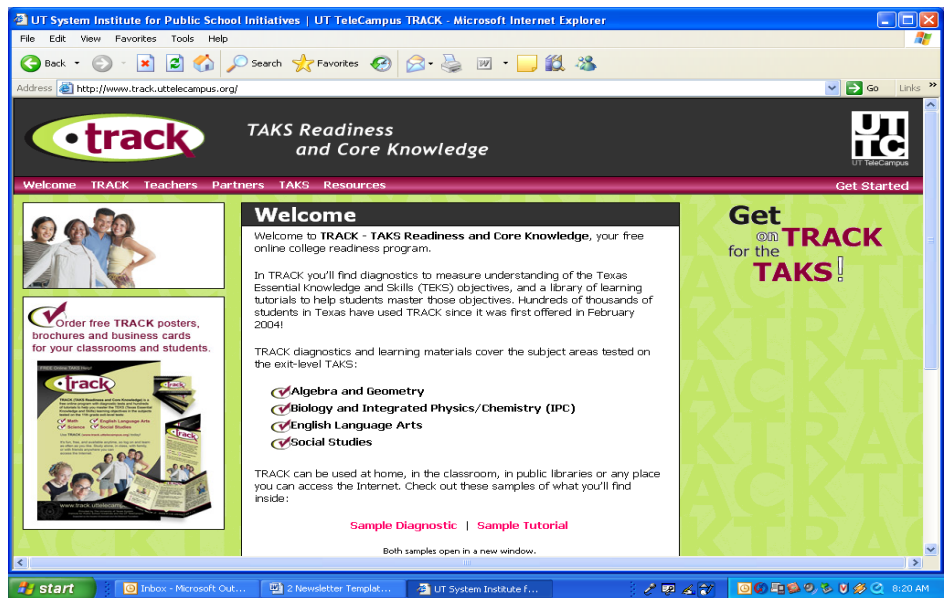 UT System Institute for Public School Initiatives | UT TeleCampus TRACK - Microsoft Internet Explorer
File Edit View Favorites Tools Help
Back Search Favorites
Address http://www.track.uttelecampus.org/ Go Links »
track
TAKS Readiness
and Core Knowledge
UTTC
UT TeleCampus
Welcome TRACK Teachers Partners TAKS Resources Get Started
Order free TRACK posters,
brochures and business cards
for your classrooms and students.
track
www.track.uttelecampus
Welcome
Welcome to TRACK - TAKS Readiness and Core Knowledge, your free
online college readiness program.
In TRACK you'll find diagnostics to measure understanding of the Texas
Essential Knowledge and Skills (TEKS) objectives, and a library of learning
tutorials to help students master those objectives. Hundreds of thousands of
students in Texas have used TRACK since it was first offered in February
2004!
TRACK diagnostics and learning materials cover the subject areas tested on
the exit-level TAKS:
Algebra and Geometry
Biology and Integrated Physics/Chemistry (IPC)
English Language Arts
Social Studies
TRACK can be used at home, in the classroom, in public libraries or any place
you can access the Internet. Check out these samples of what you'll find
inside:
Sample Diagnostic | Sample Tutorial
Both samples open in a new window.
Get
on TRACK
for the
TAKS!
start Inbox - Microsoft Out... 2 Newsletter Templat... UT System Institute f... 8:20 AM